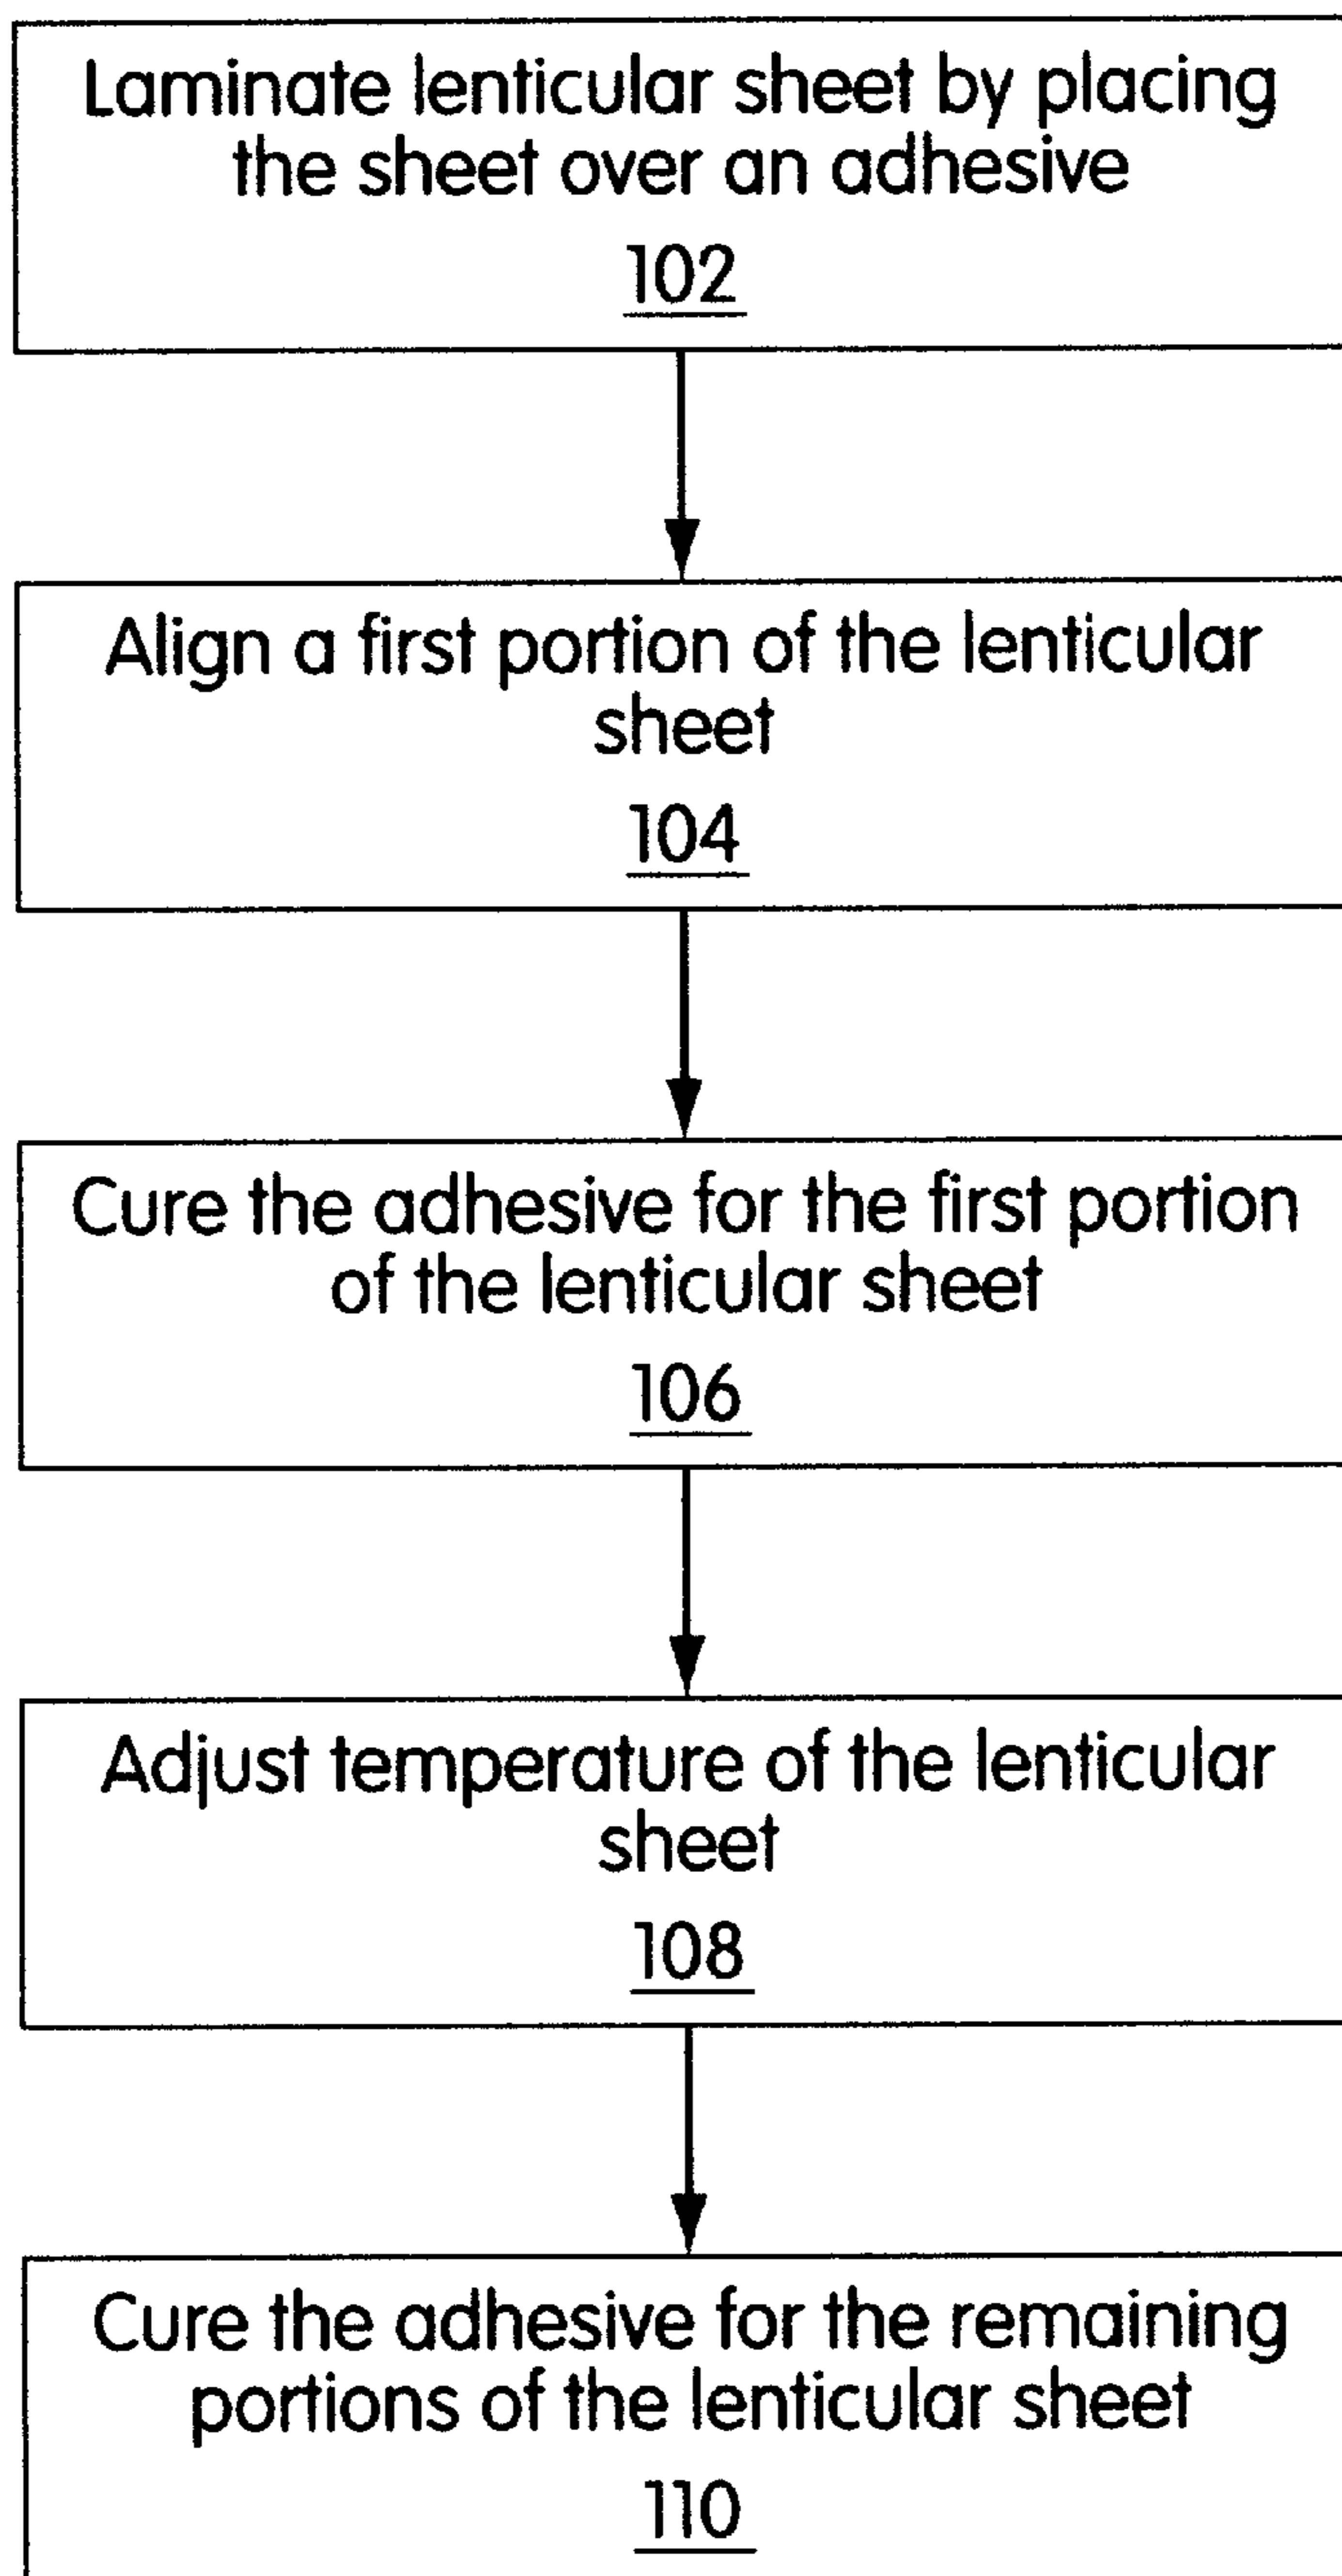 Laminate lenticular sheet by placing
the sheet over an adhesive
102
Align a first portion of the lenticular
sheet
104
Cure the adhesive for the first portion
of the lenticular sheet
106
Adjust temperature of the lenticular
sheet
108
Cure the adhesive for the remaining
portions of the lenticular sheet
110